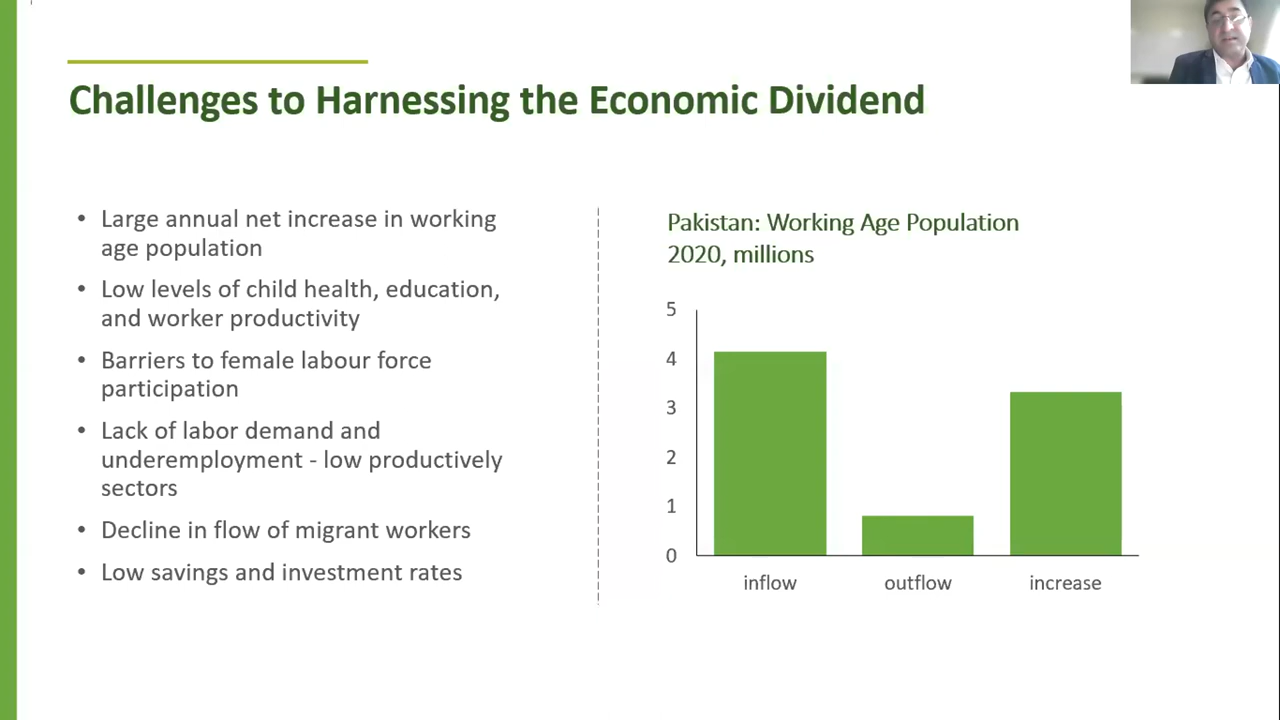 Challenges to Harnessing the Economic Dividend
• Large annual net increase in working
age population
• Low levels of child health, education,
and worker productivity
• Barriers to female labour force
participation
• Lack of labor demand and
underemployment - low productively
sectors
• Decline in flow of migrant workers
• Low savings and investment rates
Pakistan: Working Age Population
2020, millions
5
4
3
2
1
0
inflow outflow increase